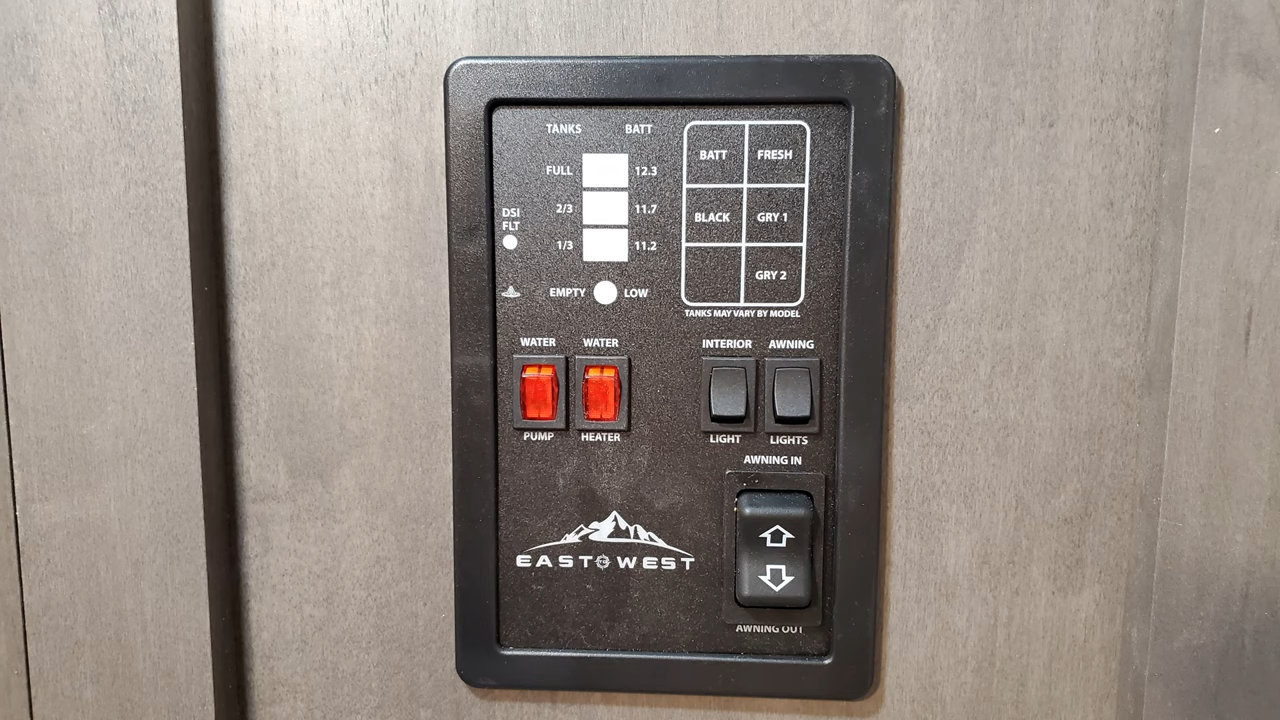 TANKS BATT
FULL 12.3
2/3 11.7
1/3 11.2
EMPTY LOW
DSI
FLT
BATT FRESH
BLACK GRY 1
GRY 2
TANKS MAY VARY BY MODEL
WATER
PUMP
WATER
HEATER
INTERIOR
LIGHT
AWNING
LIGHTS
AWNING IN
AWNING OUT
EAST WEST